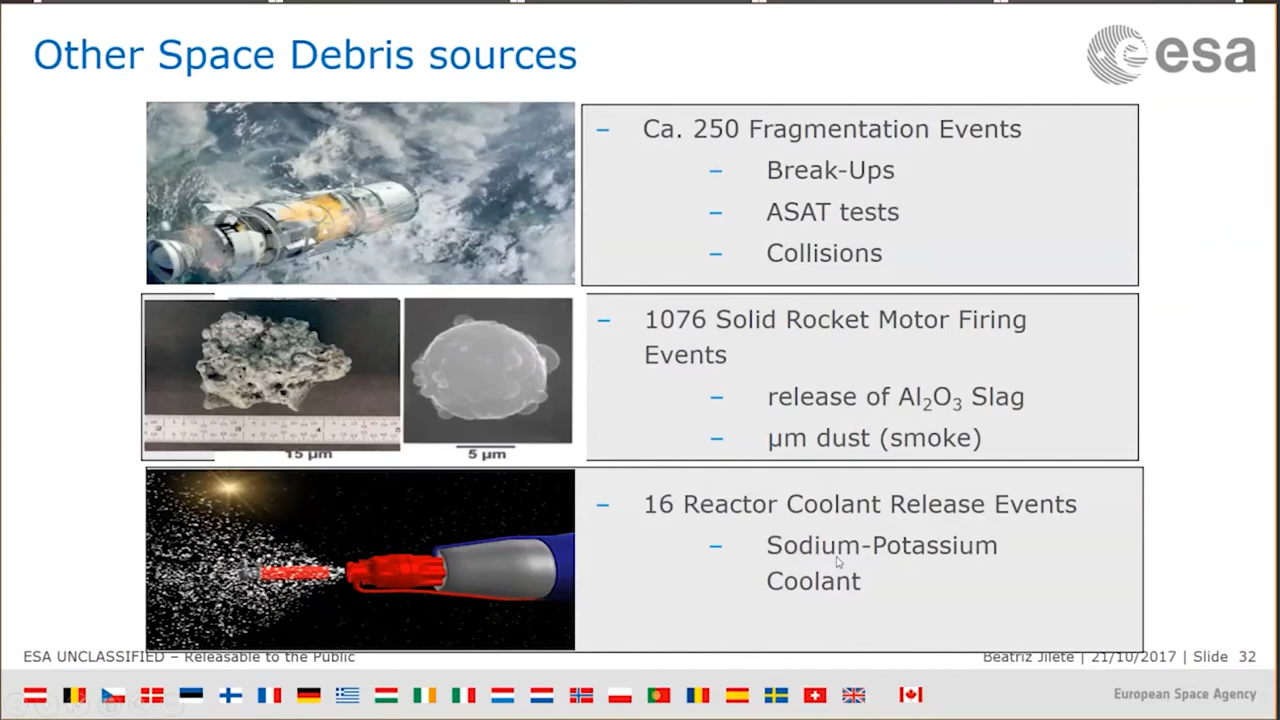 Other Space Debris sources
esa
– Ca. 250 Fragmentation Events
– Break-Ups
– ASAT tests
– Collisions
– 1076 Solid Rocket Motor Firing
Events
– release of Al₂O₃ Slag
– µm dust (smoke)
15 µm
5 µm
– 16 Reactor Coolant Release Events
– Sodium-Potassium
Coolant
ESA UNCLASSIFIED – Releasable to the Public
Beatriz Jilete | 21/10/2017 | Slide 32
European Space Agency